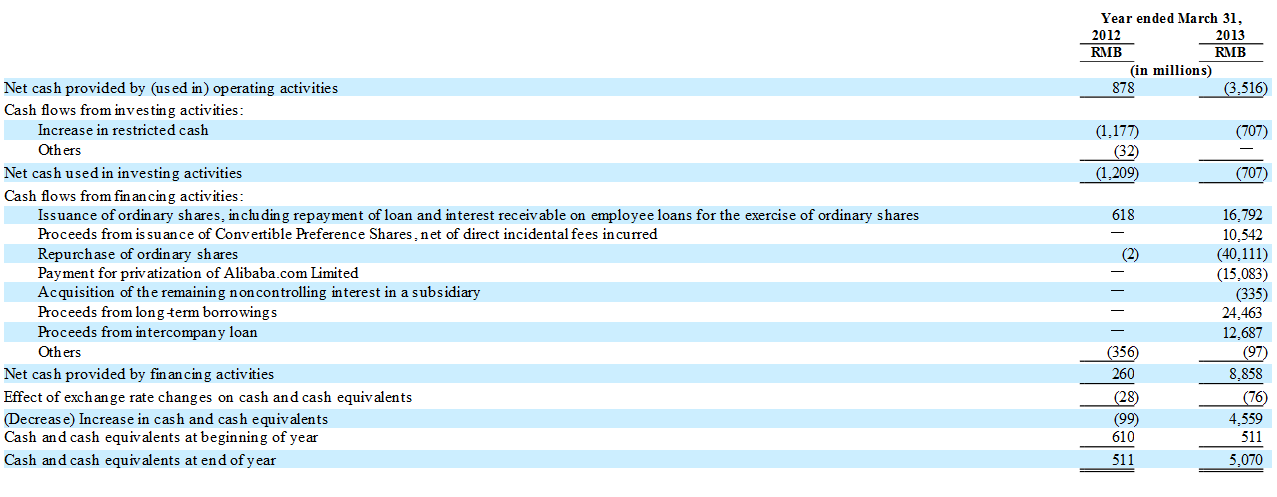 Year ended March 31,
2012 2013
RMB RMB
(in millions)
Net cash provided by (used in) operating activities 878 (3,516)
Cash flows from investing activities:
Increase in restricted cash (1,177) (707)
Others (32) —
Net cash used in investing activities (1,209) (707)
Cash flows from financing activities:
Issuance of ordinary shares, including repayment of loan and interest receivable on employee loans for the exercise of ordinary shares 618 16,792
Proceeds from issuance of Convertible Preference Shares, net of direct incidental fees incurred — 10,542
Repurchase of ordinary shares (2) (40,111)
Payment for privatization of Alibaba.com Limited — (15,083)
Acquisition of the remaining noncontrolling interest in a subsidiary — (335)
Proceeds from long-term borrowings — 24,463
Proceeds from intercompany loan — 12,687
Others (356) (97)
Net cash provided by financing activities 260 8,858
Effect of exchange rate changes on cash and cash equivalents (28) (76)
(Decrease) Increase in cash and cash equivalents (99) 4,559
Cash and cash equivalents at beginning of year 610 511
Cash and cash equivalents at end of year 511 5,070